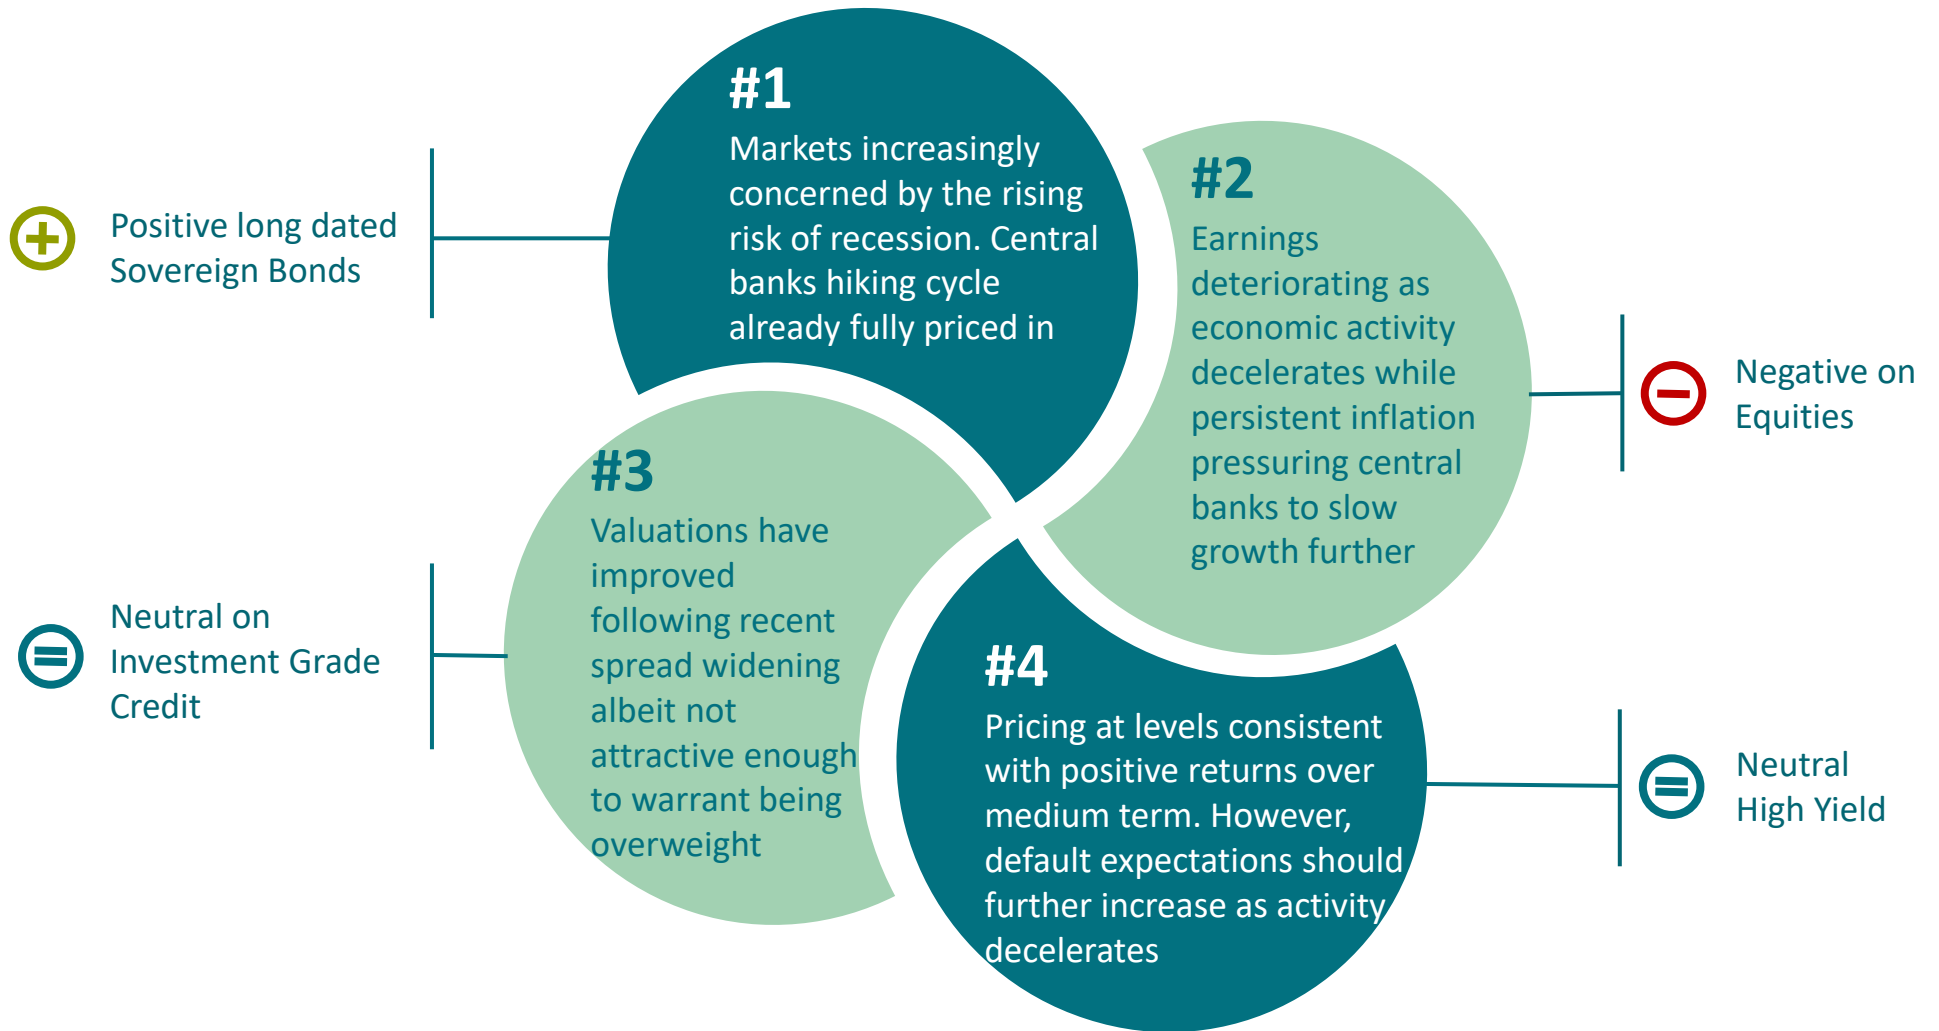 #1
Markets increasingly
concerned by the rising
risk of recession. Central
banks hiking cycle
already fully priced in
Positive long dated
Sovereign Bonds
#2
Earnings
deteriorating as
economic activity
decelerates while
persistent inflation
pressuring central
banks to slow
growth further
Negative on
Equities
#3
Valuations have
improved
following recent
spread widening
albeit not
attractive enough
to warrant being
overweight
Neutral on
Investment Grade
Credit
#4
Pricing at levels consistent
with positive returns over
medium term. However,
default expectations should
further increase as activity
decelerates
Neutral
High Yield